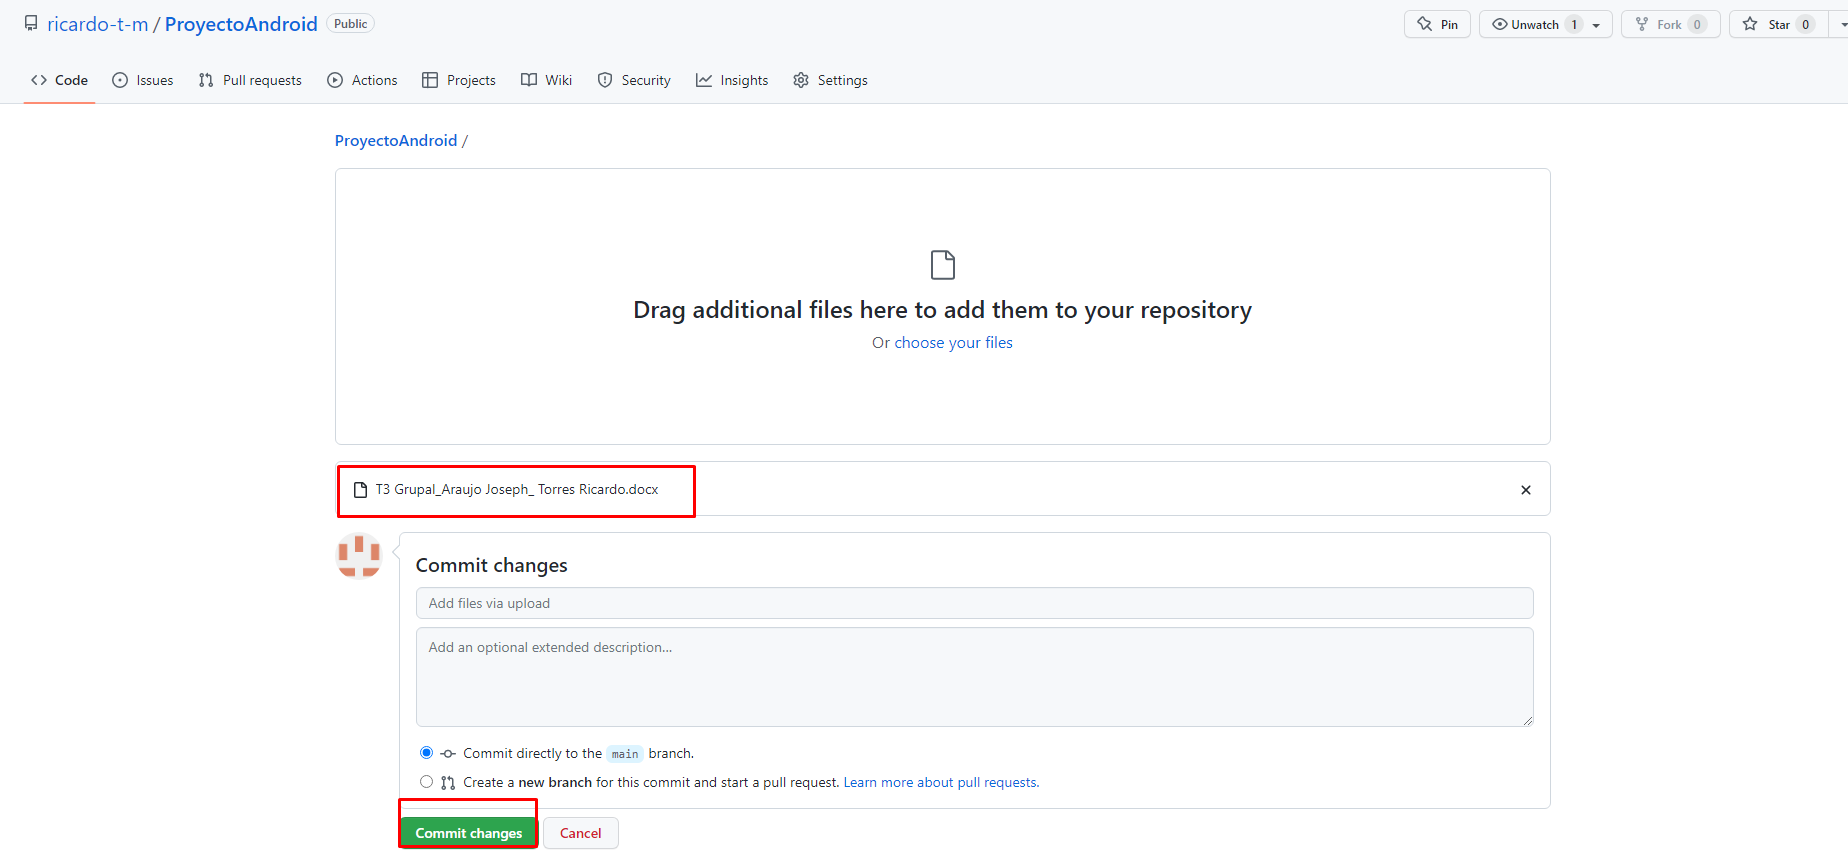 ricardo-t-m / ProyectoAndroid Public
Pin Unwatch 1 Fork 0 Star 0
Code Issues Pull requests Actions Projects Wiki Security Insights Settings
ProyectoAndroid /
Drag additional files here to add them to your repository
Or choose your files
T3 Grupal_Araujo Joseph_ Torres Ricardo.docx
Commit changes
Add files via upload
Add an optional extended description...
Commit directly to the main branch.
Create a new branch for this commit and start a pull request. Learn more about pull requests.
Commit changes Cancel